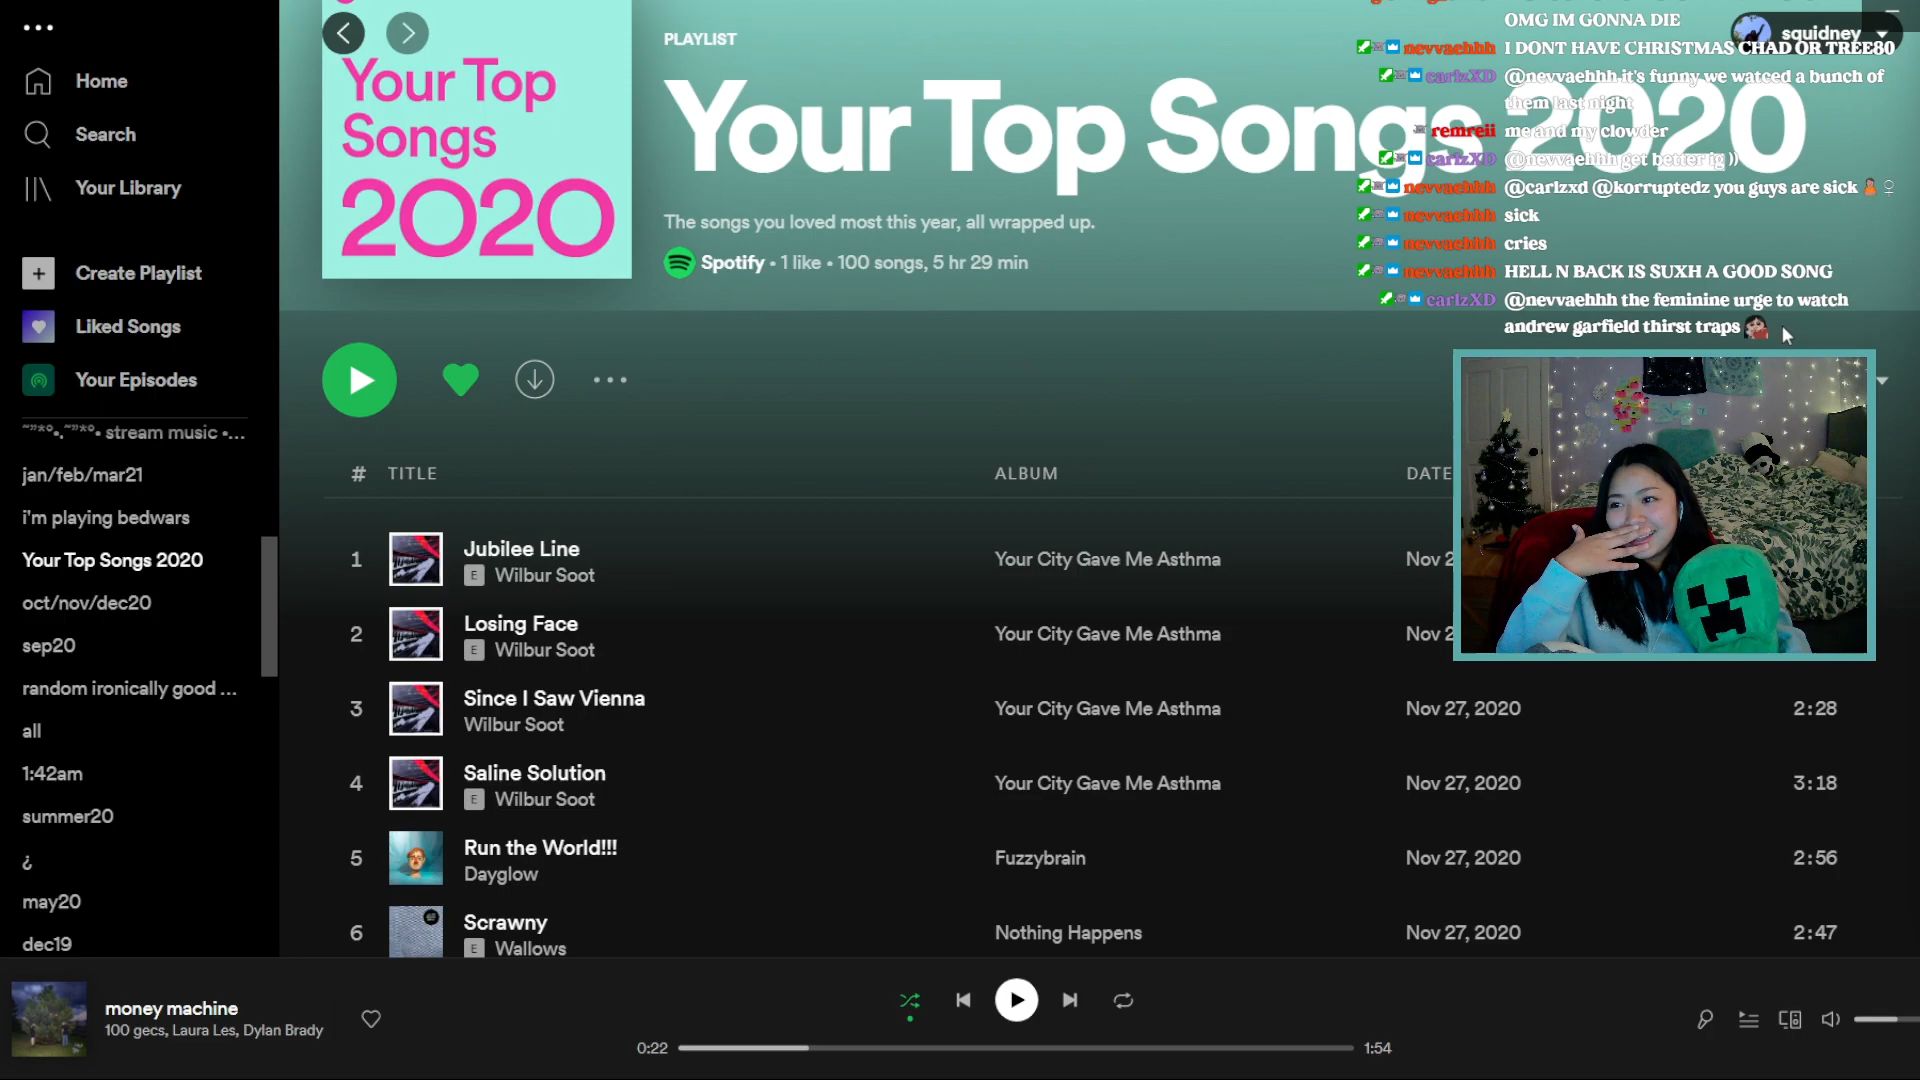 Home
Search
Your Library
Create Playlist
Liked Songs
Your Episodes
stream music •...
jan/feb/mar21
i'm playing bedwars
Your Top Songs 2020
oct/nov/dec20
sep20
random ironically good ...
all
1:42am
summer20
¿
may20
dec19
Your Top
Songs
2020
PLAYLIST
Your Top Songs 2020
The songs you loved most this year, all wrapped up.
Spotify • 1 like • 100 songs, 5 hr 29 min
squidney
OMG IM GONNA DIE
nevvaehhh I DONT HAVE CHRISTMAS CHAD OR TREE80
carlzXD @nevvaehhh it's funny we watced a bunch of
them last night
remreii me and my clowder
carlzXD @nevvaehhh get better ig ))
nevvaehhh @carlzxd @korruptedz you guys are sick
nevvaehhh sick
nevvaehhh cries
nevvaehhh HELL N BACK IS SUXH A GOOD SONG
carlzXD @nevvaehhh the feminine urge to watch
andrew garfield thirst traps
# TITLE ALBUM DATE
1 Jubilee Line Your City Gave Me Asthma Nov 2
E Wilbur Soot
2 Losing Face Your City Gave Me Asthma Nov 2
E Wilbur Soot
3 Since I Saw Vienna Your City Gave Me Asthma Nov 27, 2020 2:28
Wilbur Soot
4 Saline Solution Your City Gave Me Asthma Nov 27, 2020 3:18
E Wilbur Soot
5 Run the World!!! Fuzzybrain Nov 27, 2020 2:56
Dayglow
6 Scrawny Nothing Happens Nov 27, 2020 2:47
E Wallows
money machine
100 gecs, Laura Les, Dylan Brady
0:22 1:54